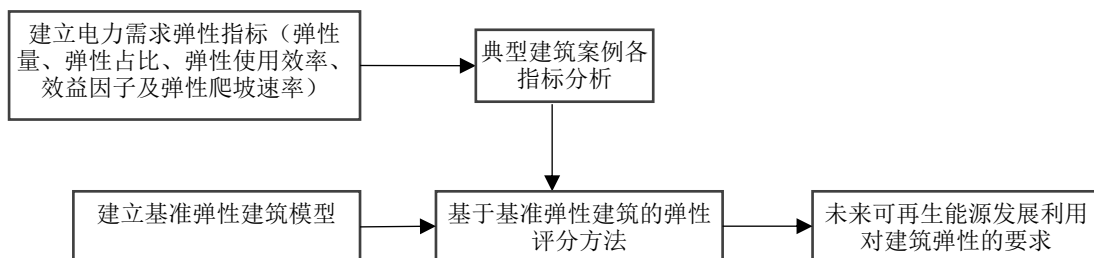 建立电力需求弹性指标（弹性
量、弹性占比、弹性使用效率、
效益因子及弹性爬坡速率）
典型建筑案例各
指标分析
建立基准弹性建筑模型
基于基准弹性建筑的弹性
评分方法
未来可再生能源发展利用
对建筑弹性的要求